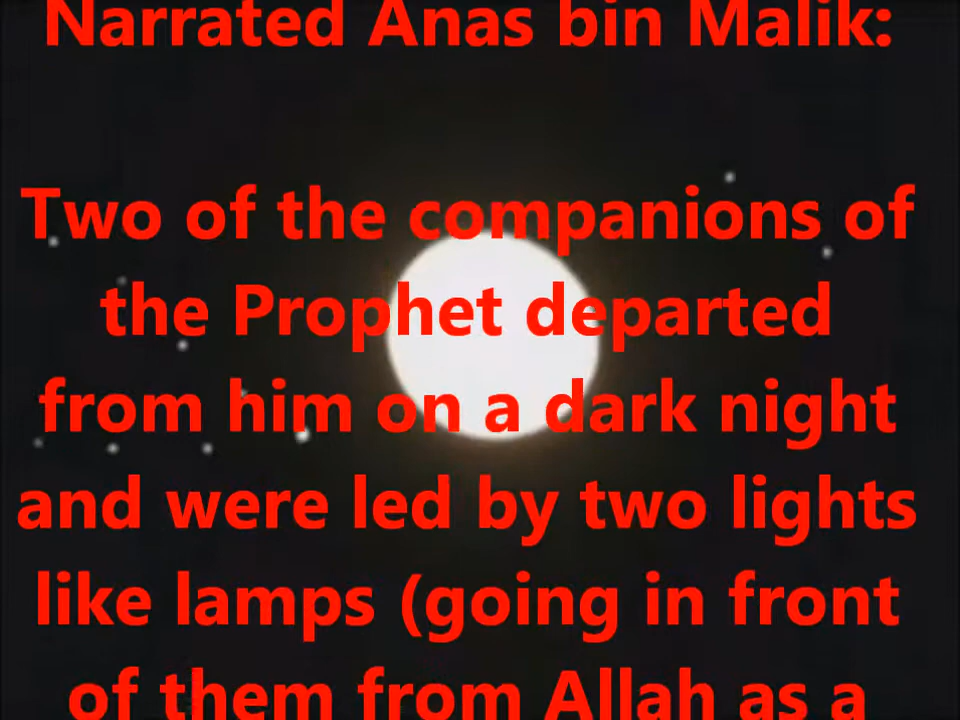 Narrated Anas bin Malik:
Two of the companions of
the Prophet departed
from him on a dark night
and were led by two lights
like lamps (going in front
of them from Allah as a